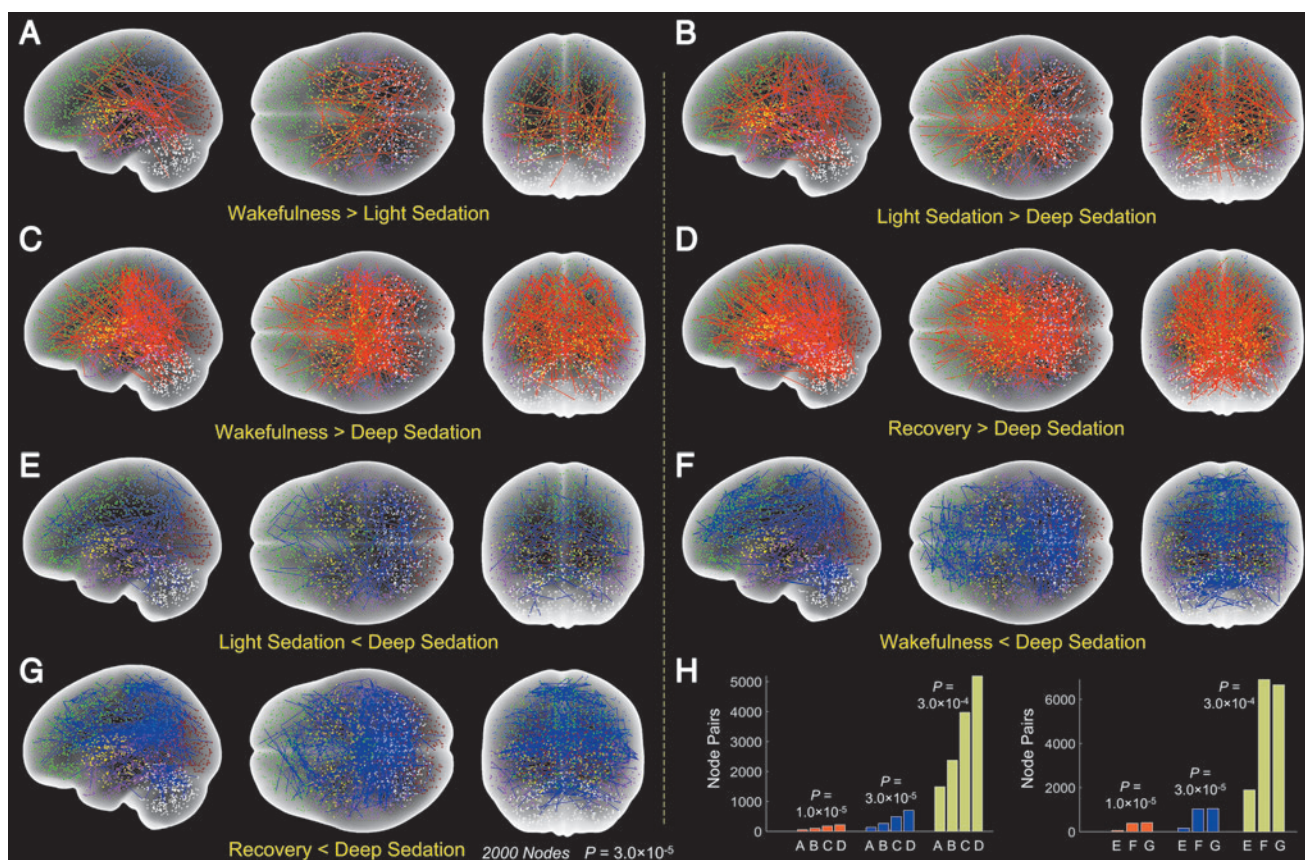 A
B
Wakefulness > Light Sedation
Light Sedation > Deep Sedation
C
D
Wakefulness > Deep Sedation
Recovery > Deep Sedation
E
F
Light Sedation < Deep Sedation
Wakefulness < Deep Sedation
G
Recovery < Deep Sedation 2000 Nodes P = 3.0×10-5
H
Node Pairs
5000
4000
3000
2000
1000
0
P =
1.0×10-5
P =
3.0×10-5
P =
3.0×10-4
A B C D A B C D A B C D
Node Pairs
6000
4000
2000
0
P =
1.0×10-5
P =
3.0×10-5
P =
3.0×10-4
E F G E F G E F G